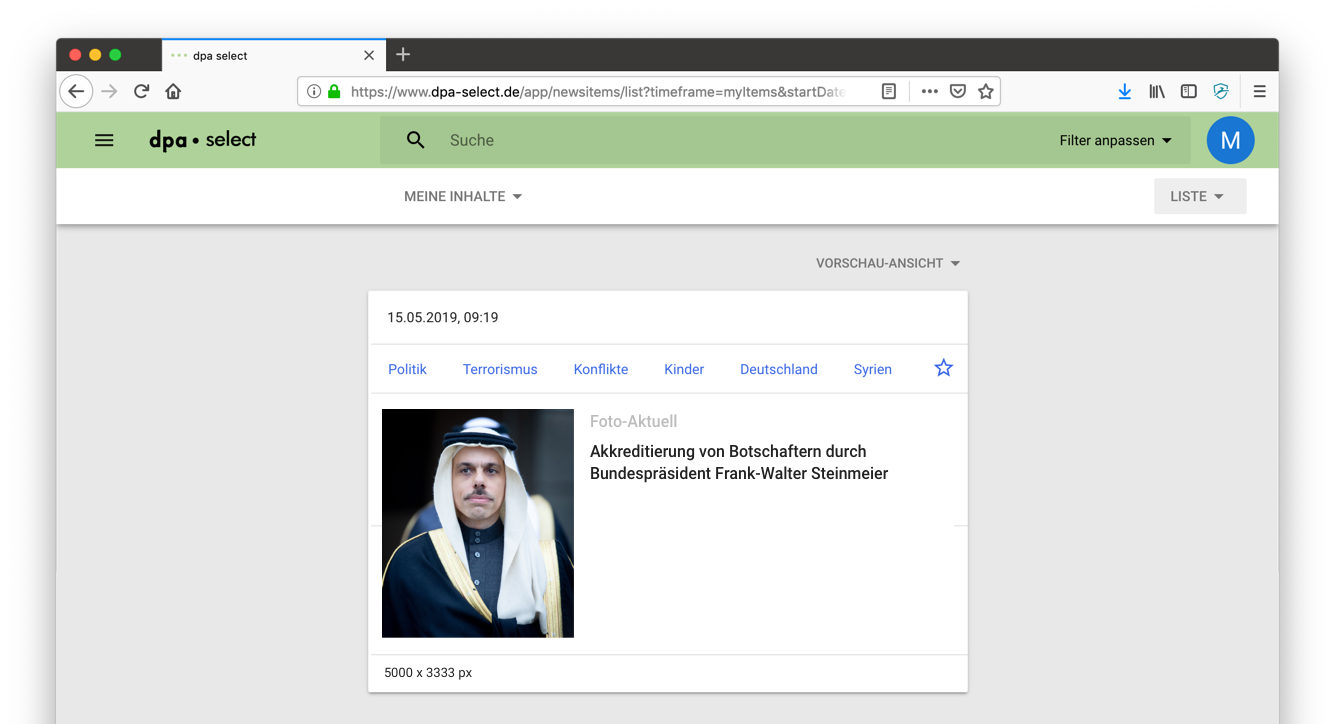 dpa select
https://www.dpa-select.de/app/newsitems/list?timeframe=myItems&startDate
dpa • select
Suche
Filter anpassen
M
MEINE INHALTE
LISTE
VORSCHAU-ANSICHT
15.05.2019, 09:19
Politik Terrorismus Konflikte Kinder Deutschland Syrien
Foto-Aktuell
Akkreditierung von Botschaftern durch
Bundespräsident Frank-Walter Steinmeier
5000 x 3333 px